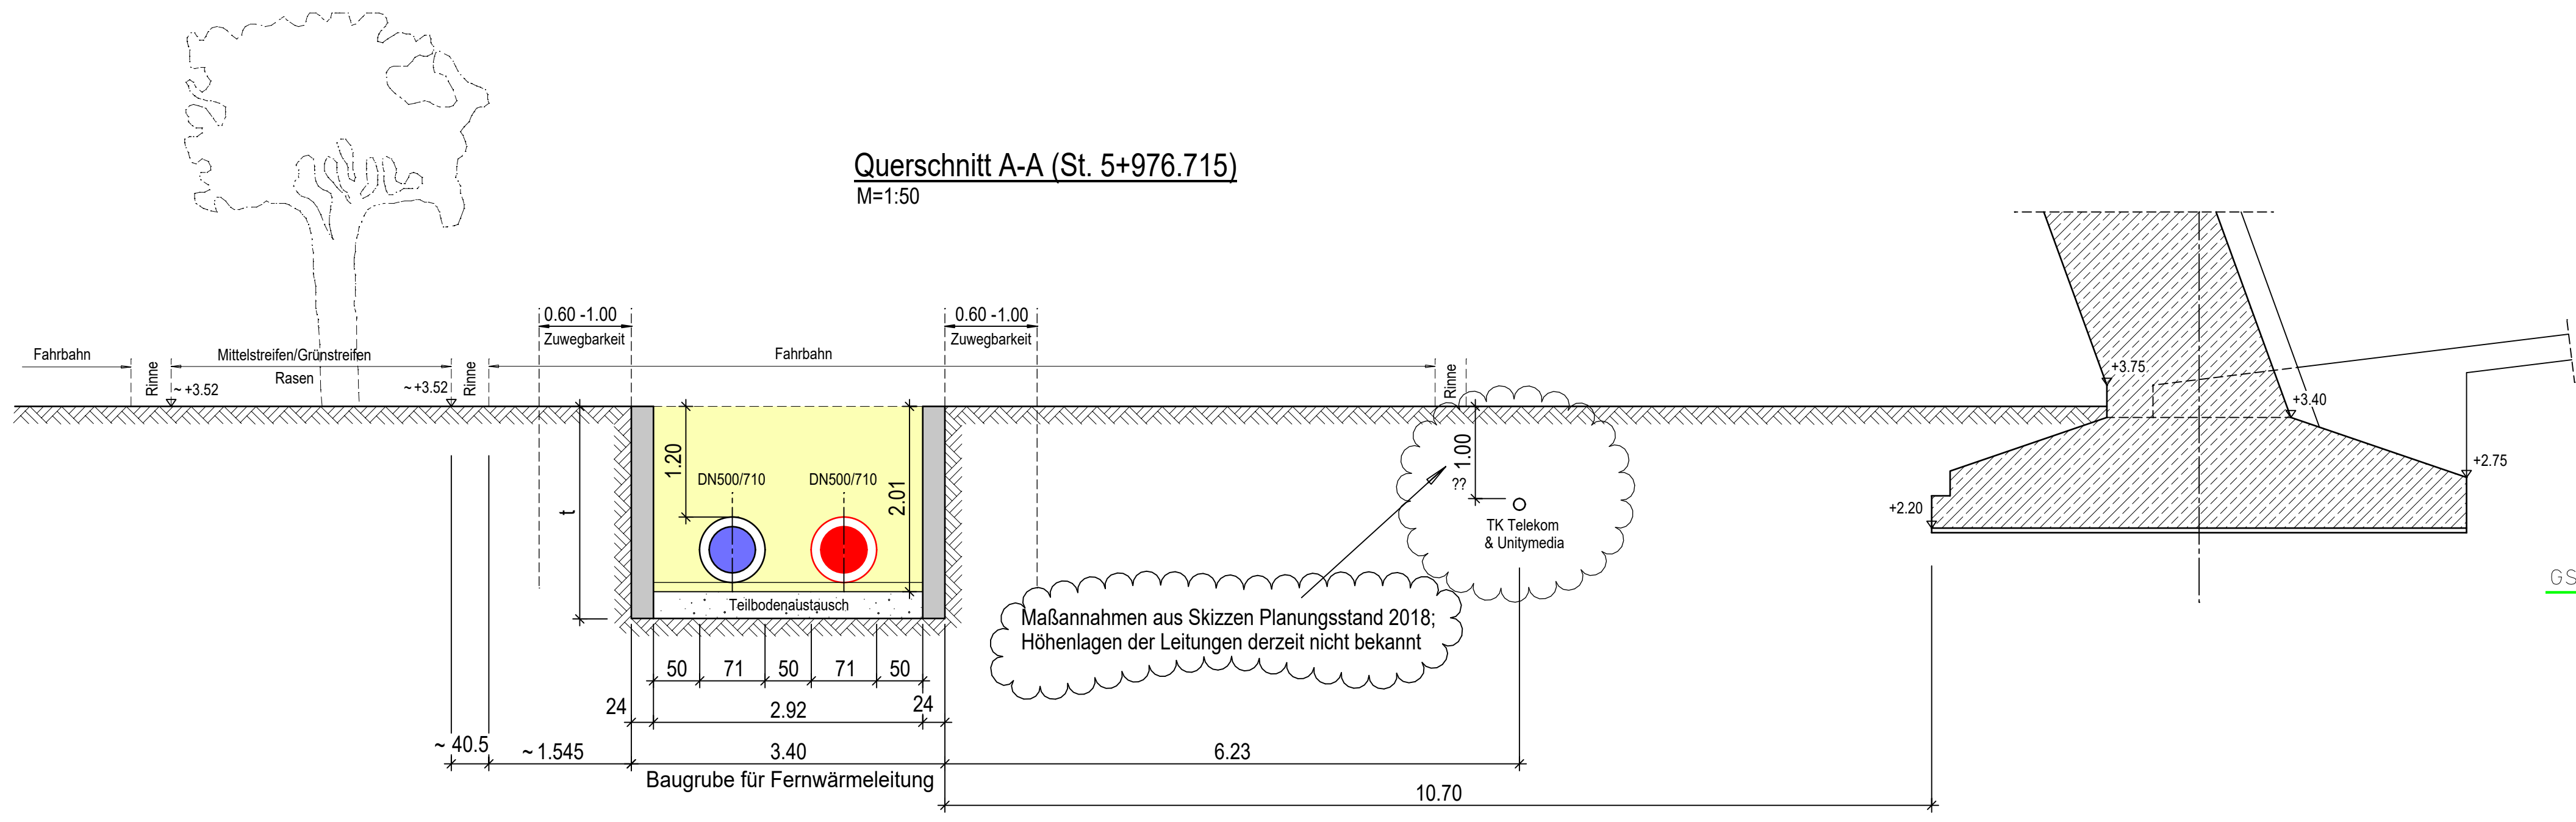 Querschnitt A-A (St. 5+976.715)
M=1:50
0.60 -1.00
Zuwegbarkeit
0.60 -1.00
Zuwegbarkeit
Fahrbahn
Rinne
Mittelstreifen/Grünstreifen
Rasen
Rinne
Fahrbahn
Rinne
~ +3.52
~ +3.52
+3.75
+3.40
+2.75
+2.20
1.20
DN500/710
DN500/710
2.01
t
1.00
??
TK Telekom
& Unitymedia
Teilbodenaustausch
Maßannahmen aus Skizzen Planungsstand 2018;
Höhenlagen der Leitungen derzeit nicht bekannt
GS
50
71
50
71
50
24
2.92
24
~ 40.5
~ 1.545
3.40
6.23
Baugrube für Fernwärmeleitung
10.70